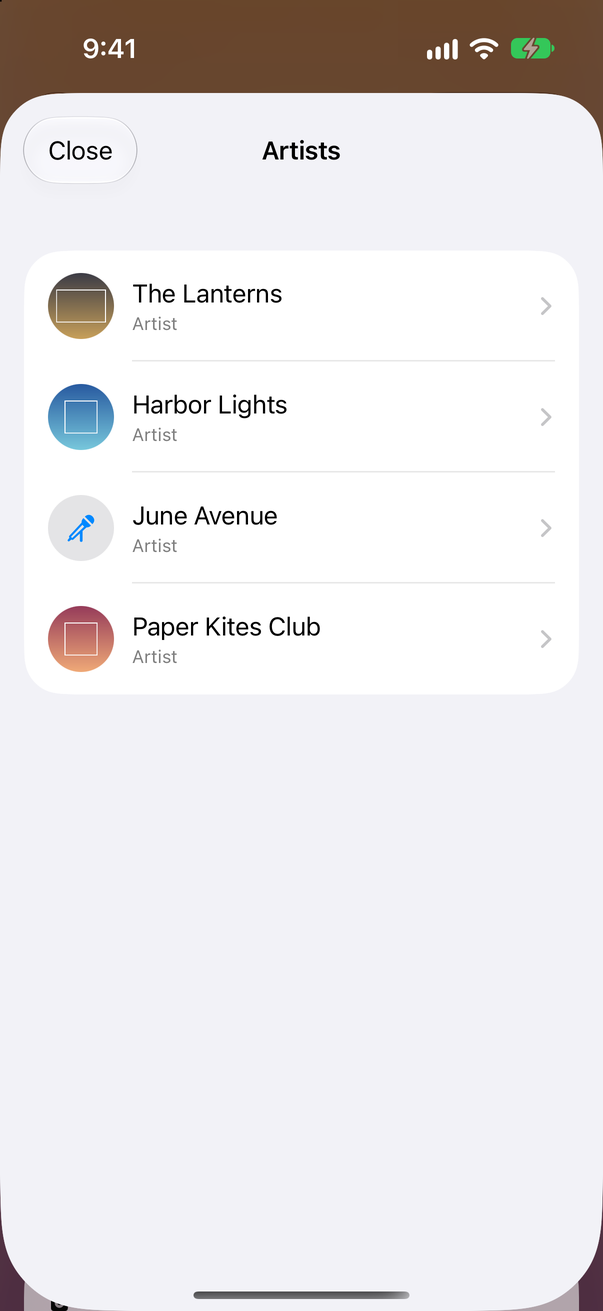 9:41
Close
Artists
The Lanterns
Artist
Harbor Lights
Artist
June Avenue
Artist
Paper Kites Club
Artist